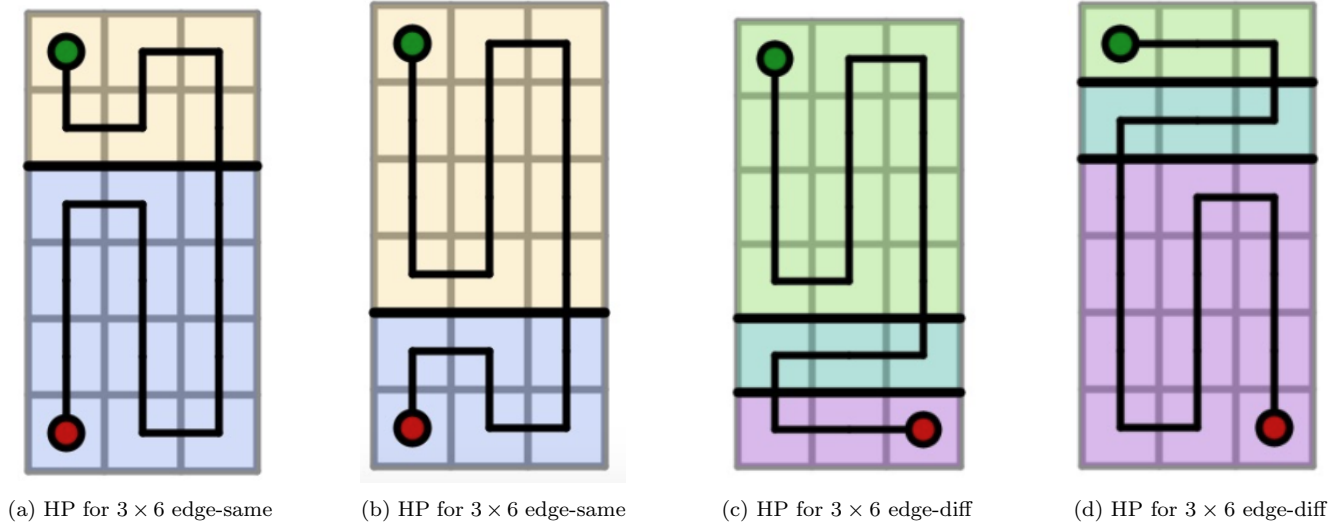 (a) HP for 3 × 6 edge-same
(b) HP for 3 × 6 edge-same
(c) HP for 3 × 6 edge-diff
(d) HP for 3 × 6 edge-diff